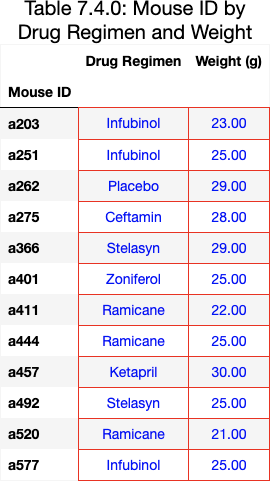 Table 7.4.0: Mouse ID by
Drug Regimen and Weight
Drug Regimen Weight (g)
Mouse ID
a203 Infubinol 23.00
a251 Infubinol 25.00
a262 Placebo 29.00
a275 Ceftamin 28.00
a366 Stelasyn 29.00
a401 Zoniferol 25.00
a411 Ramicane 22.00
a444 Ramicane 25.00
a457 Ketapril 30.00
a492 Stelasyn 25.00
a520 Ramicane 21.00
a577 Infubinol 25.00